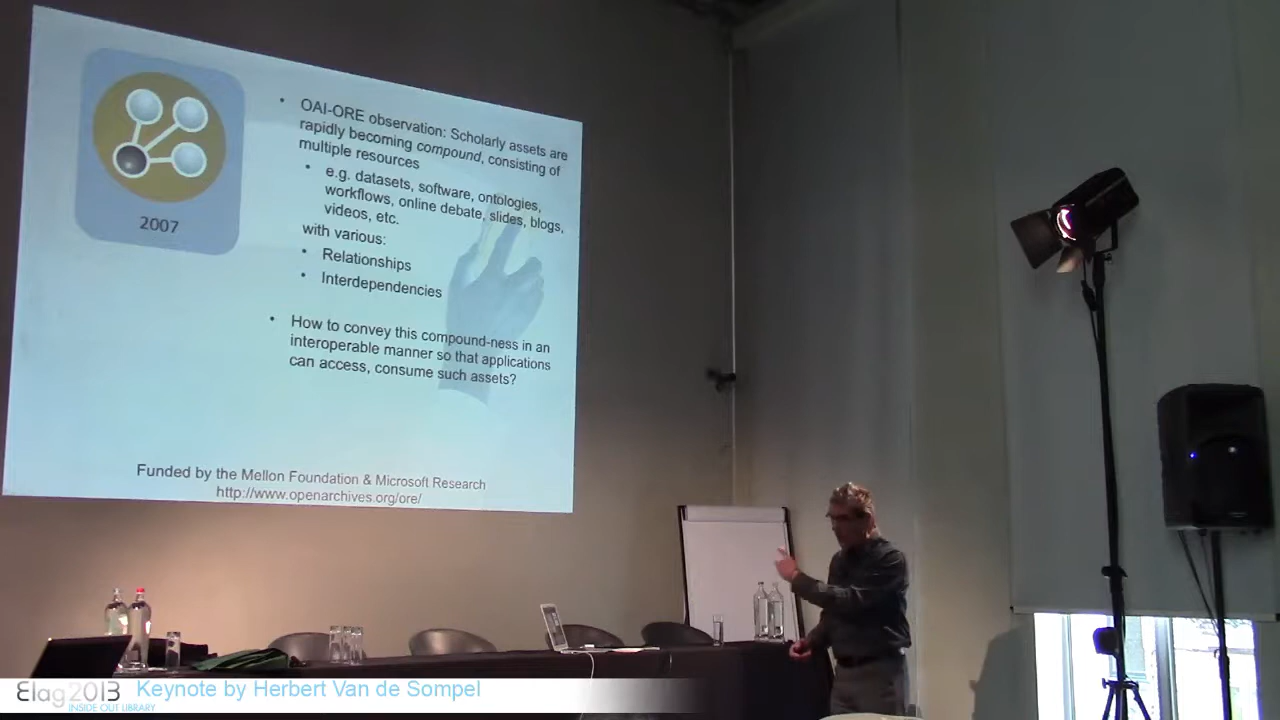 2007
• OAI-ORE observation: Scholarly assets are
rapidly becoming compound, consisting of
multiple resources
• e.g. datasets, software, ontologies,
workflows, online debate, slides, blogs,
videos, etc.
with various:
• Relationships
• Interdependencies
• How to convey this compound-ness in an
interoperable manner so that applications
can access, consume such assets?
Funded by the Mellon Foundation & Microsoft Research
http://www.openarchives.org/ore/
Elag2013 Keynote by Herbert Van de Sompel
INSIDE OUT LIBRARY